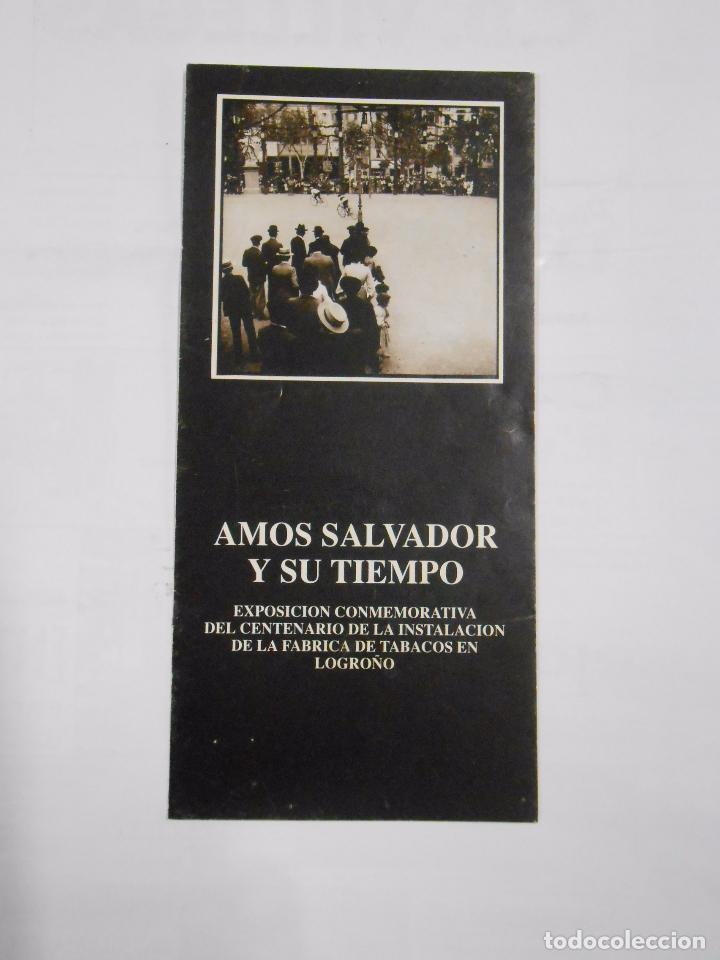 AMOS SALVADOR
Y SU TIEMPO
EXPOSICION CONMEMORATIVA
DEL CENTENARIO DE LA INSTALACION
DE LA FABRICA DE TABACOS EN
LOGROÑO
todocoleccion